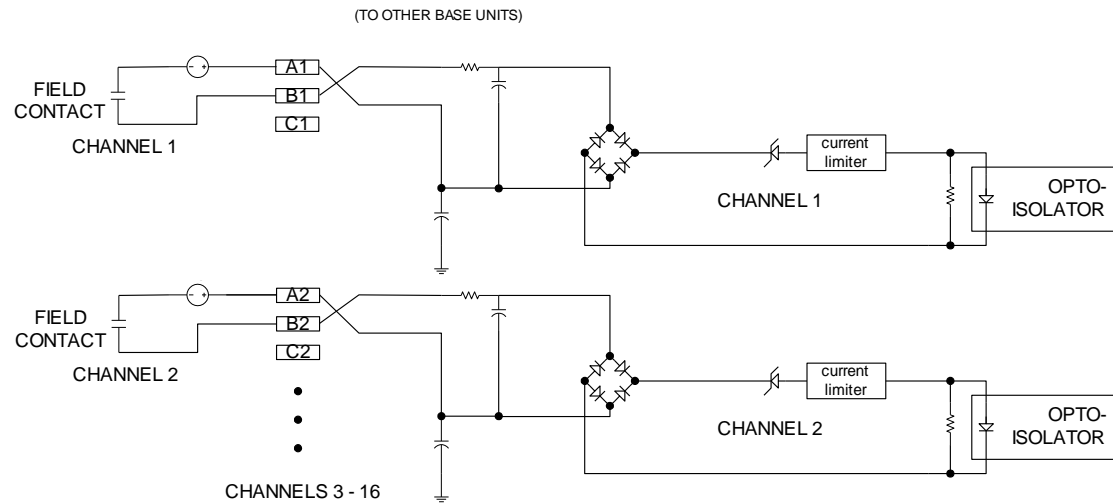 (TO OTHER BASE UNITS)
A1
FIELD
CONTACT
B1
C1
CHANNEL 1
current
limiter
CHANNEL 1
OPTO-
ISOLATOR
A2
FIELD
CONTACT
B2
C2
CHANNEL 2
current
limiter
CHANNEL 2
OPTO-
ISOLATOR
CHANNELS 3 - 16